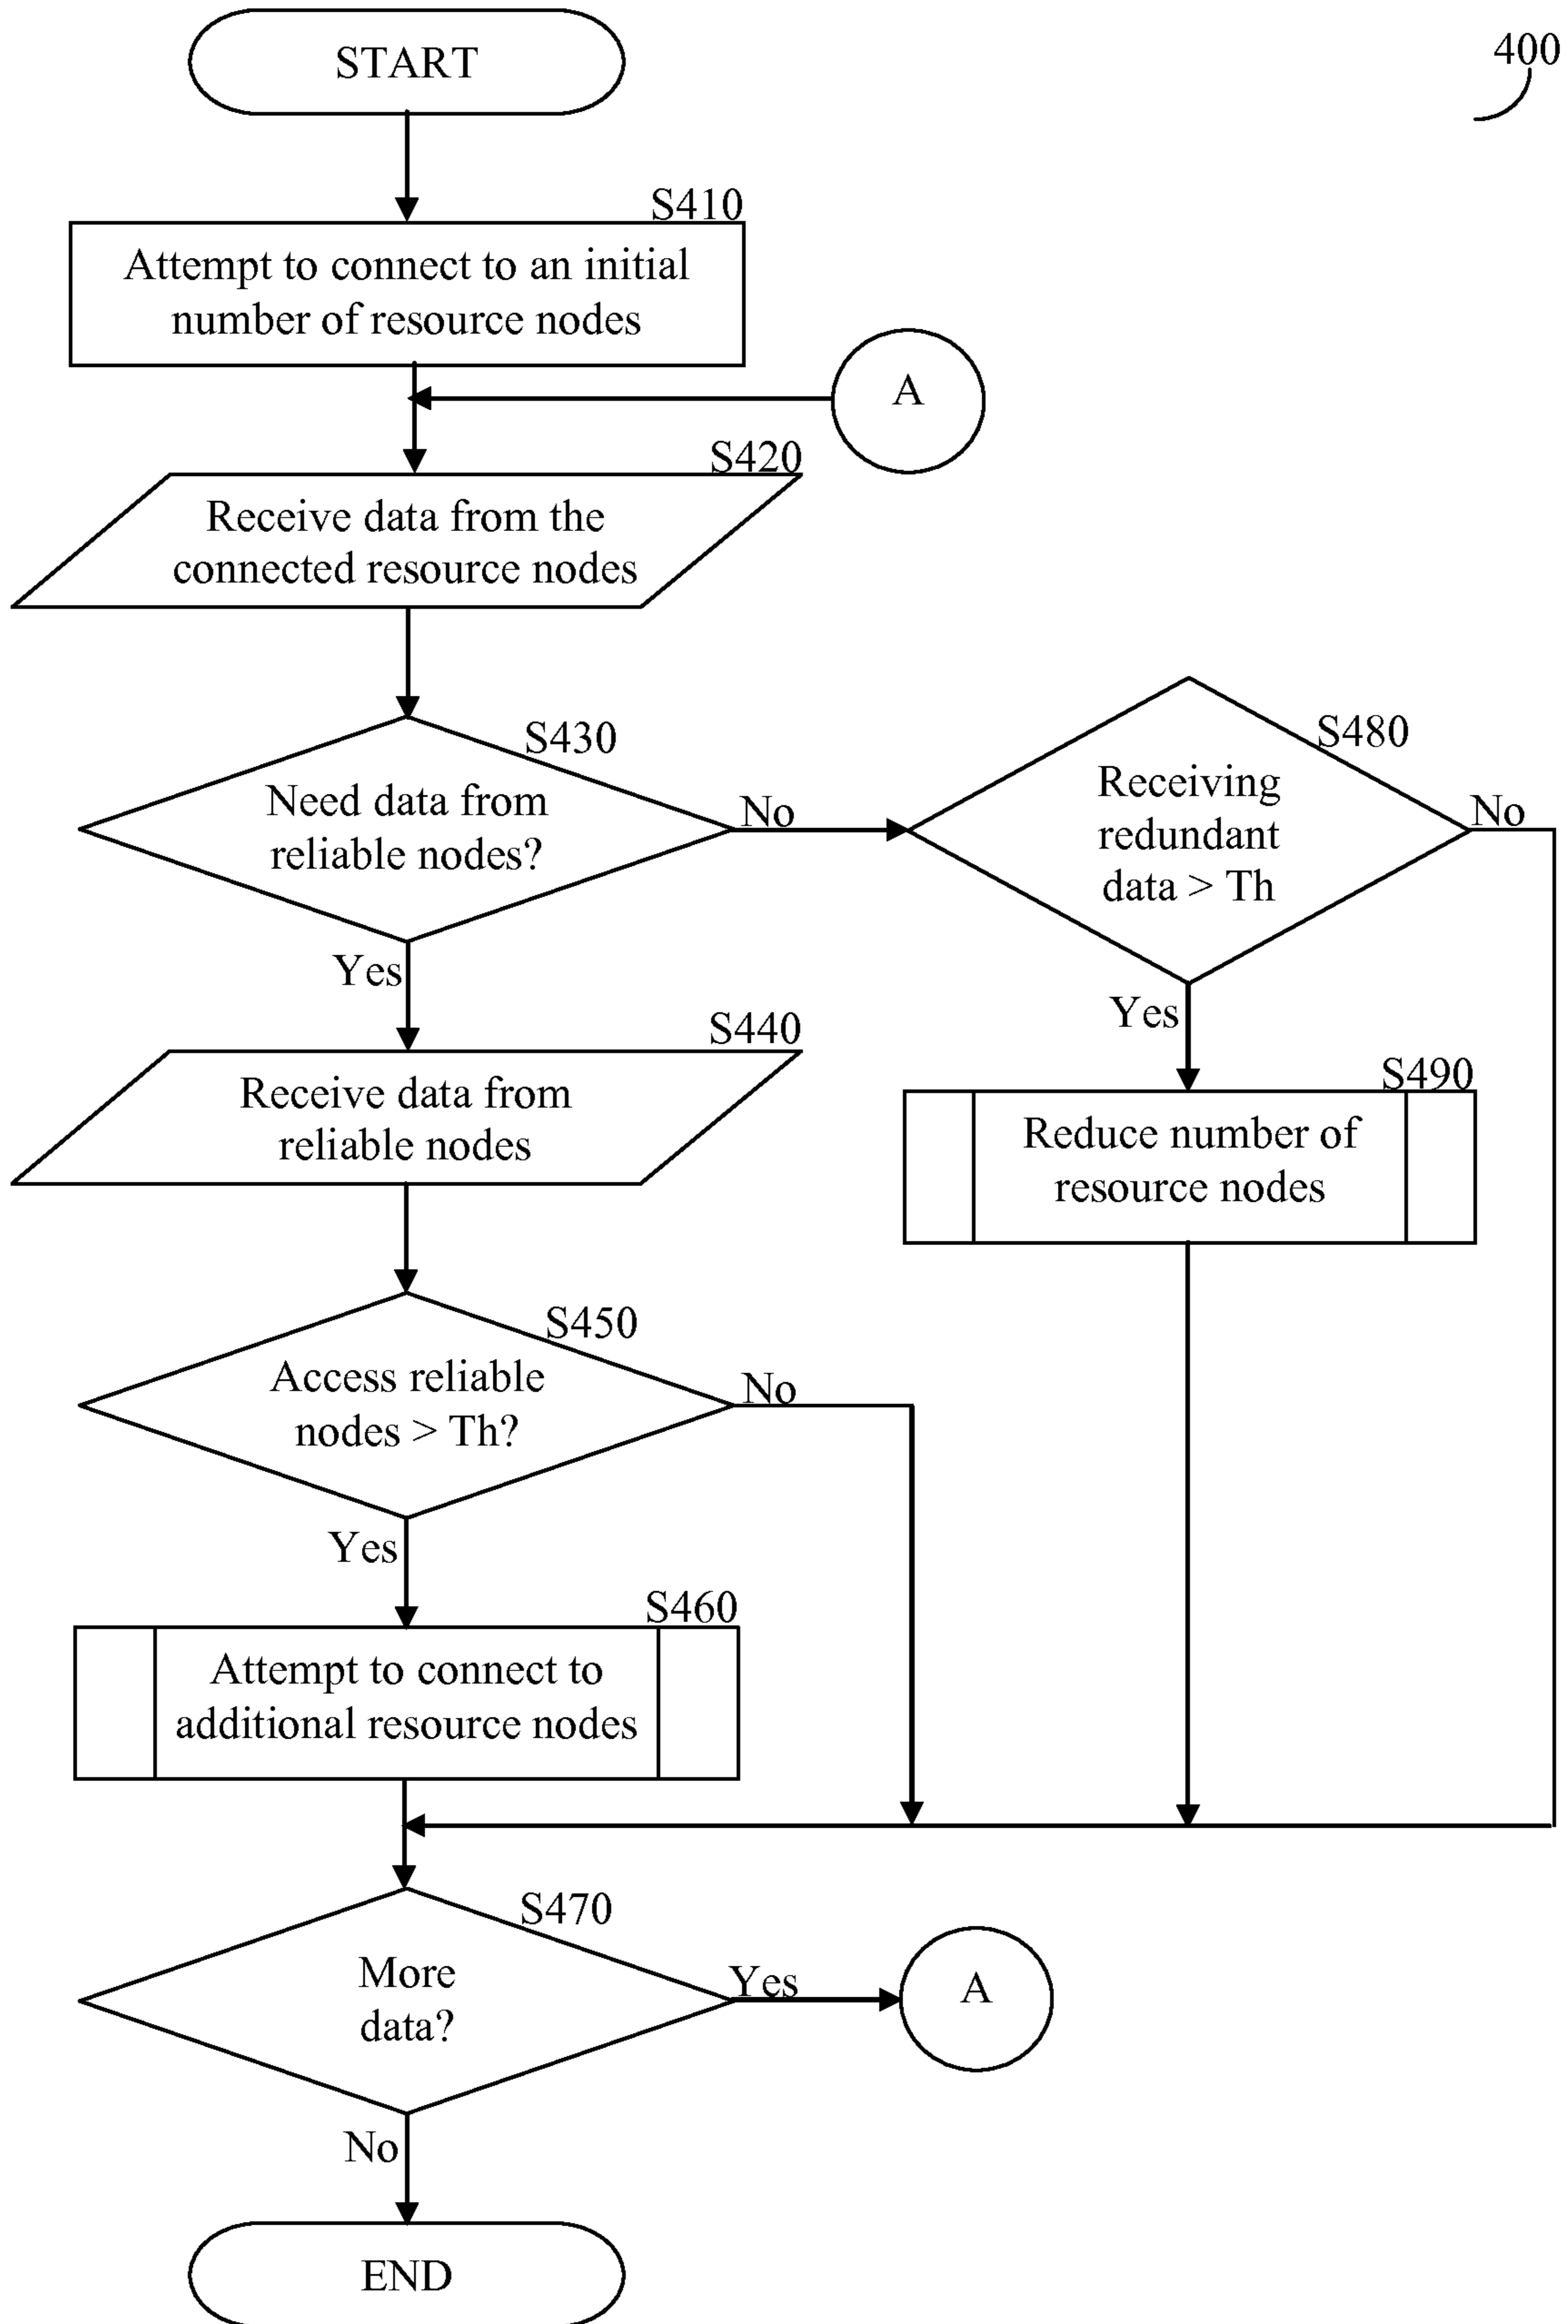 START
400
S410
Attempt to connect to an initial
number of resource nodes
A
S420
Receive data from the
connected resource nodes
S430
Need data from
reliable nodes?
No
S480
Receiving
redundant
data > Th
No
Yes
Yes
S440
Receive data from
reliable nodes
S490
Reduce number of
resource nodes
S450
Access reliable
nodes > Th?
No
Yes
S460
Attempt to connect to
additional resource nodes
S470
More
data?
Yes
A
No
END